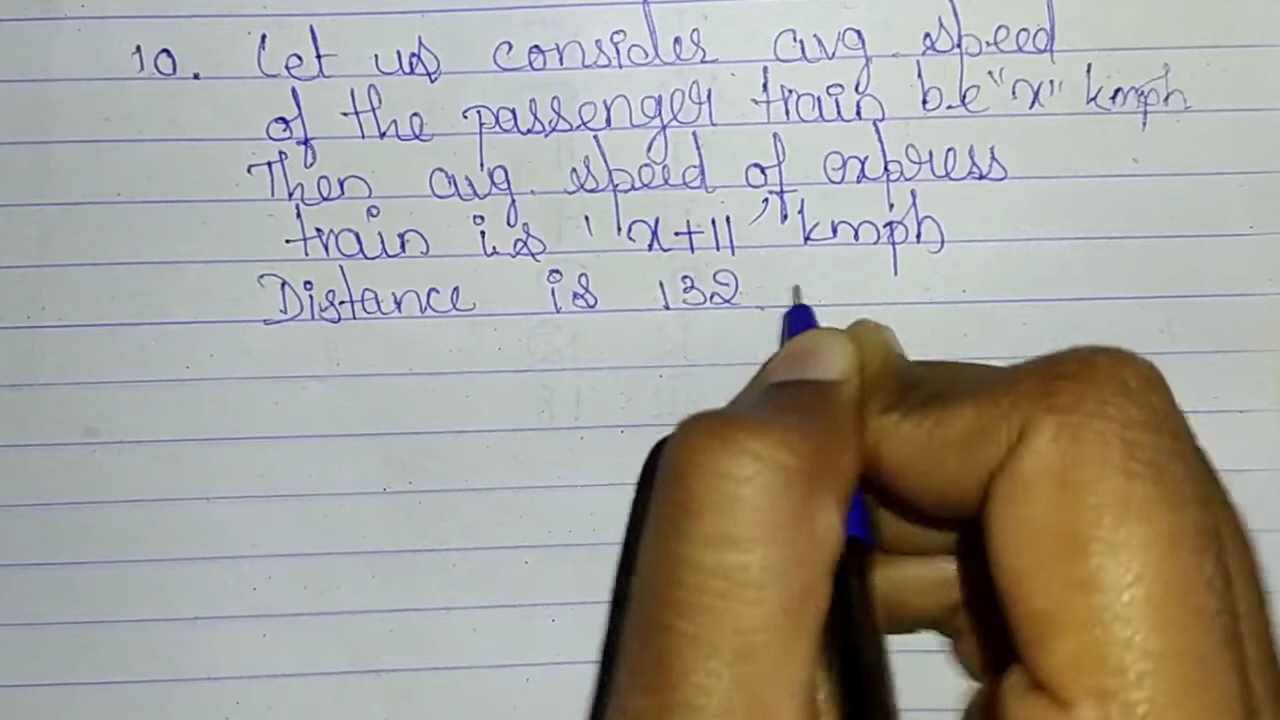 10. Let us consider avg. speed
of the passenger train be "x" kmph
Then avg. speed of express
train is "x+11" kmph
Distance is 132